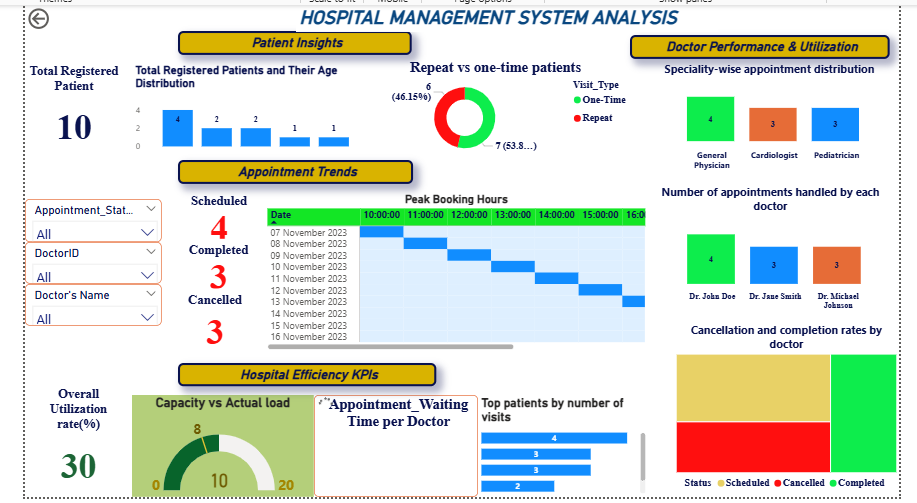 HOSPITAL MANAGEMENT SYSTEM ANALYSIS
Patient Insights
Doctor Performance & Utilization
Total Registered
Patient
10
Total Registered Patients and Their Age
Distribution
4
2
0
4
2
2
1
1
Repeat vs one-time patients
6
(46.15%)
7 (53.8...)
Visit_Type
One-Time
Repeat
Speciality-wise appointment distribution
4
3
3
General
Physician
Cardiologist
Pediatrician
Appointment Trends
Appointment_Stat...
All
DoctorID
All
Doctor's Name
All
Scheduled
4
Completed
3
Cancelled
3
Peak Booking Hours
Date 10:00:00 11:00:00 12:00:00 13:00:00 14:00:00 15:00:00 16:0
07 November 2023
08 November 2023
09 November 2023
10 November 2023
11 November 2023
12 November 2023
13 November 2023
14 November 2023
15 November 2023
16 November 2023
Number of appointments handled by each
doctor
4
3
3
Dr. John Doe
Dr. Jane Smith
Dr. Michael
Johnson
Cancellation and completion rates by
doctor
Status Scheduled Cancelled Completed
Hospital Efficiency KPIs
Overall
Utilization
rate(%)
30
Capacity vs Actual load
8
0
10
20
Appointment_Waiting
Time per Doctor
Top patients by number of
visits
4
3
3
2